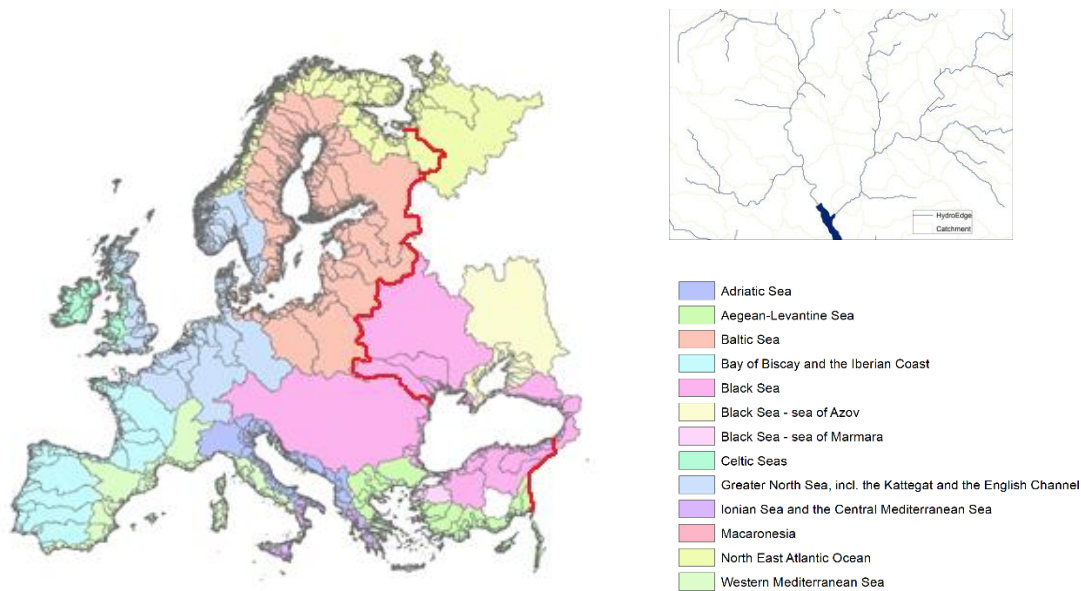 HydroEdge
Catchment
Adriatic Sea
Aegean-Levantine Sea
Baltic Sea
Bay of Biscay and the Iberian Coast
Black Sea
Black Sea - sea of Azov
Black Sea - sea of Marmara
Celtic Seas
Greater North Sea, incl. the Kattegat and the English Channel
Ionian Sea and the Central Mediterranean Sea
Macaronesia
North East Atlantic Ocean
Western Mediterranean Sea